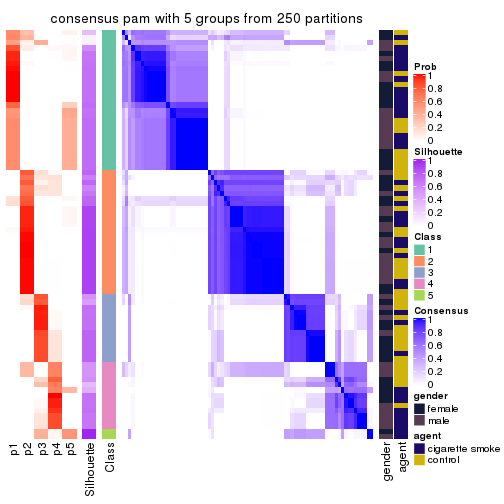 consensus pam with 5 groups from 250 partitions
Prob
1
0.8
0.6
0.4
0.2
0
Silhouette
1
0.8
0.6
0.4
0.2
0
Class
1
2
3
4
5
Consensus
1
0.8
0.6
0.4
0.2
0
gender
female
male
agent
cigarette smoke
control
p1
p2
p3
p4
p5
Silhouette
Class
gender
agent